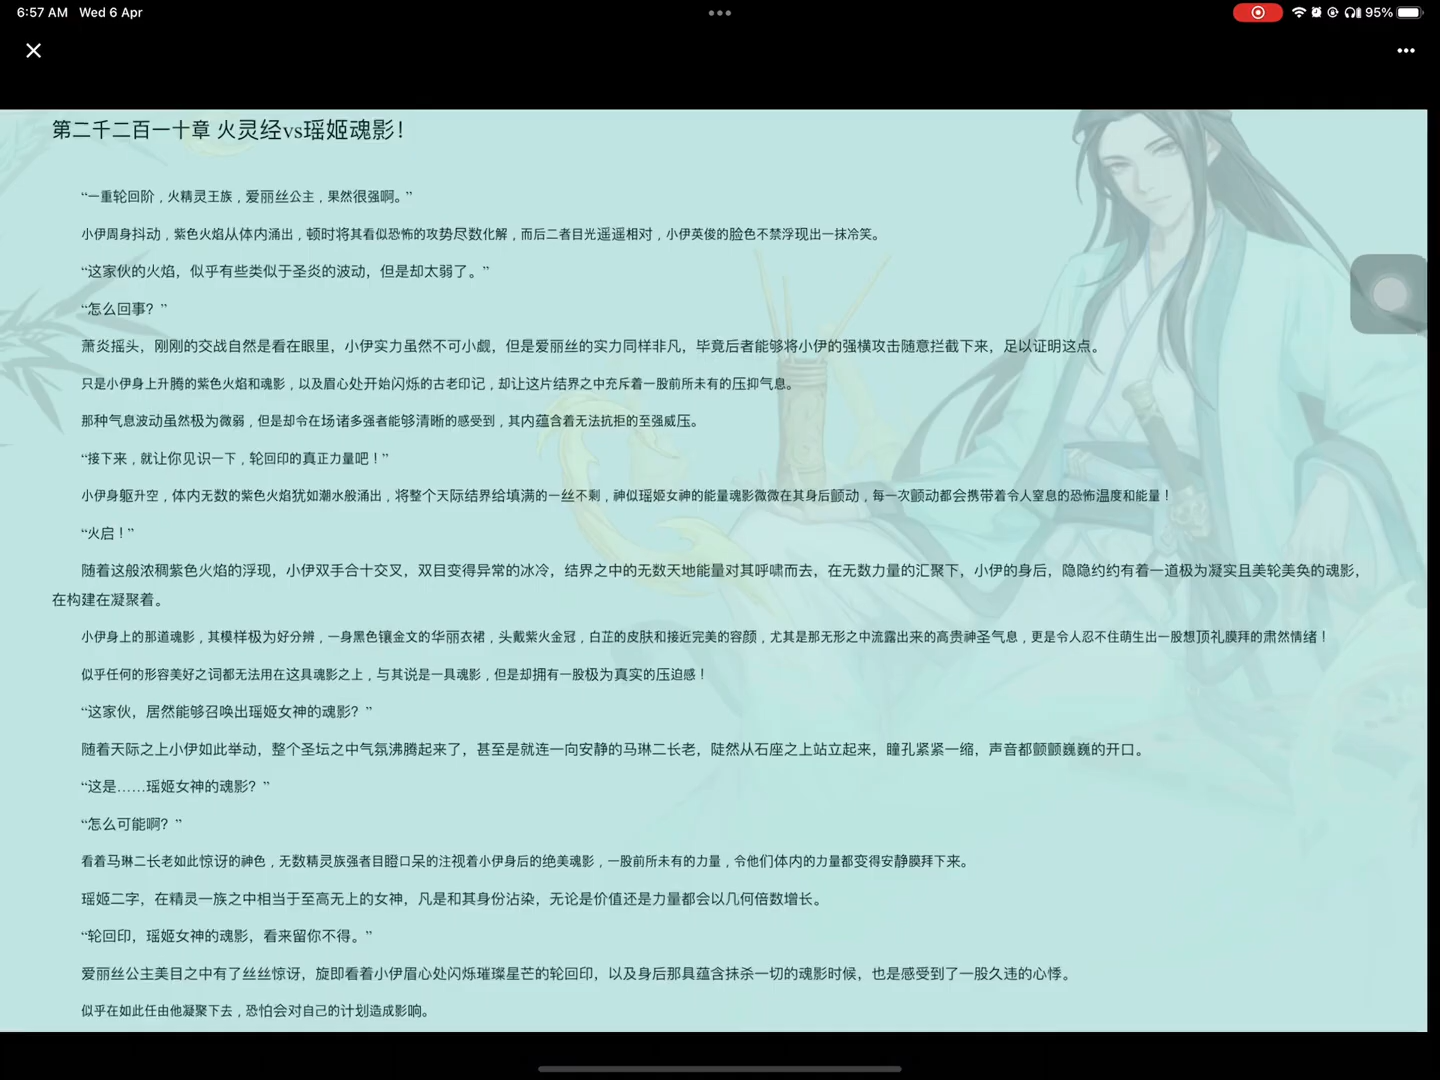 6:57 AM Wed 6 Apr
95%
第二千二百一十章 火灵经vs瑶姬魂影！
“一重轮回阶，火精灵王族，爱丽丝公主，果然很强啊。”
小伊周身抖动，紫色火焰从体内涌出，顿时将其看似恐怖的攻势尽数化解，而后二者目光遥遥相对，小伊英俊的脸色不禁浮现出一抹冷笑。
“这家伙的火焰，似乎有些类似于圣炎的波动，但是却太弱了。”
“怎么回事？”
萧炎摇头，刚刚的交战自然是看在眼里，小伊实力虽然不可小觑，但是爱丽丝的实力同样非凡，毕竟后者能够将小伊的强横攻击随意拦截下来，足以证明这点。
只是小伊身上升腾的紫色火焰和魂影，以及眉心处开始闪烁的古老印记，却让这片结界之中充斥着一股前所未有的压抑气息。
那种气息波动虽然极为微弱，但是却令在场诸多强者能够清晰的感受到，其内蕴含着无法抗拒的至强威压。
“接下来，就让你见识一下，轮回印的真正力量吧！”
小伊身躯升空，体内无数的紫色火焰犹如潮水般涌出，将整个天际结界给填满的一丝不剩，神似瑶姬女神的能量魂影微微在其身后颤动，每一次颤动都会携带着令人窒息的恐怖温度和能量！
“火启！”
随着这般浓稠紫色火焰的浮现，小伊双手合十交叉，双目变得异常的冰冷，结界之中的无数天地能量对其呼啸而去，在无数力量的汇聚下，小伊的身后，隐隐约约有着一道极为凝实且美轮美奂的魂影，
在构建在凝聚着。
小伊身上的那道魂影，其模样极为好分辨，一身黑色镶金文的华丽衣裙，头戴紫火金冠，白芷的皮肤和接近完美的容颜，尤其是那无形之中流露出来的高贵神圣气息，更是令人忍不住萌生出一股想顶礼膜拜的肃然情绪！
似乎任何的形容美好之词都无法用在这具魂影之上，与其说是一具魂影，但是却拥有一股极为真实的压迫感！
“这家伙，居然能够召唤出瑶姬女神的魂影？”
随着天际之上小伊如此举动，整个圣坛之中气氛沸腾起来了，甚至是就连一向安静的马琳二长老，陡然从石座之上站立起来，瞳孔紧紧一缩，声音都颤颤巍巍的开口。
“这是……瑶姬女神的魂影？”
“怎么可能啊？”
看着马琳二长老如此惊讶的神色，无数精灵族强者目瞪口呆的注视着小伊身后的绝美魂影，一股前所未有的力量，令他们体内的力量都变得安静膜拜下来。
瑶姬二字，在精灵一族之中相当于至高无上的女神，凡是和其身份沾染，无论是价值还是力量都会以几何倍数增长。
“轮回印，瑶姬女神的魂影，看来留你不得。”
爱丽丝公主美目之中有了丝丝惊讶，旋即看着小伊眉心处闪烁璀璨星芒的轮回印，以及身后那具蕴含抹杀一切的魂影时候，也是感受到了一股久违的心悸。
似乎在如此任由他凝聚下去，恐怕会对自己的计划造成影响。